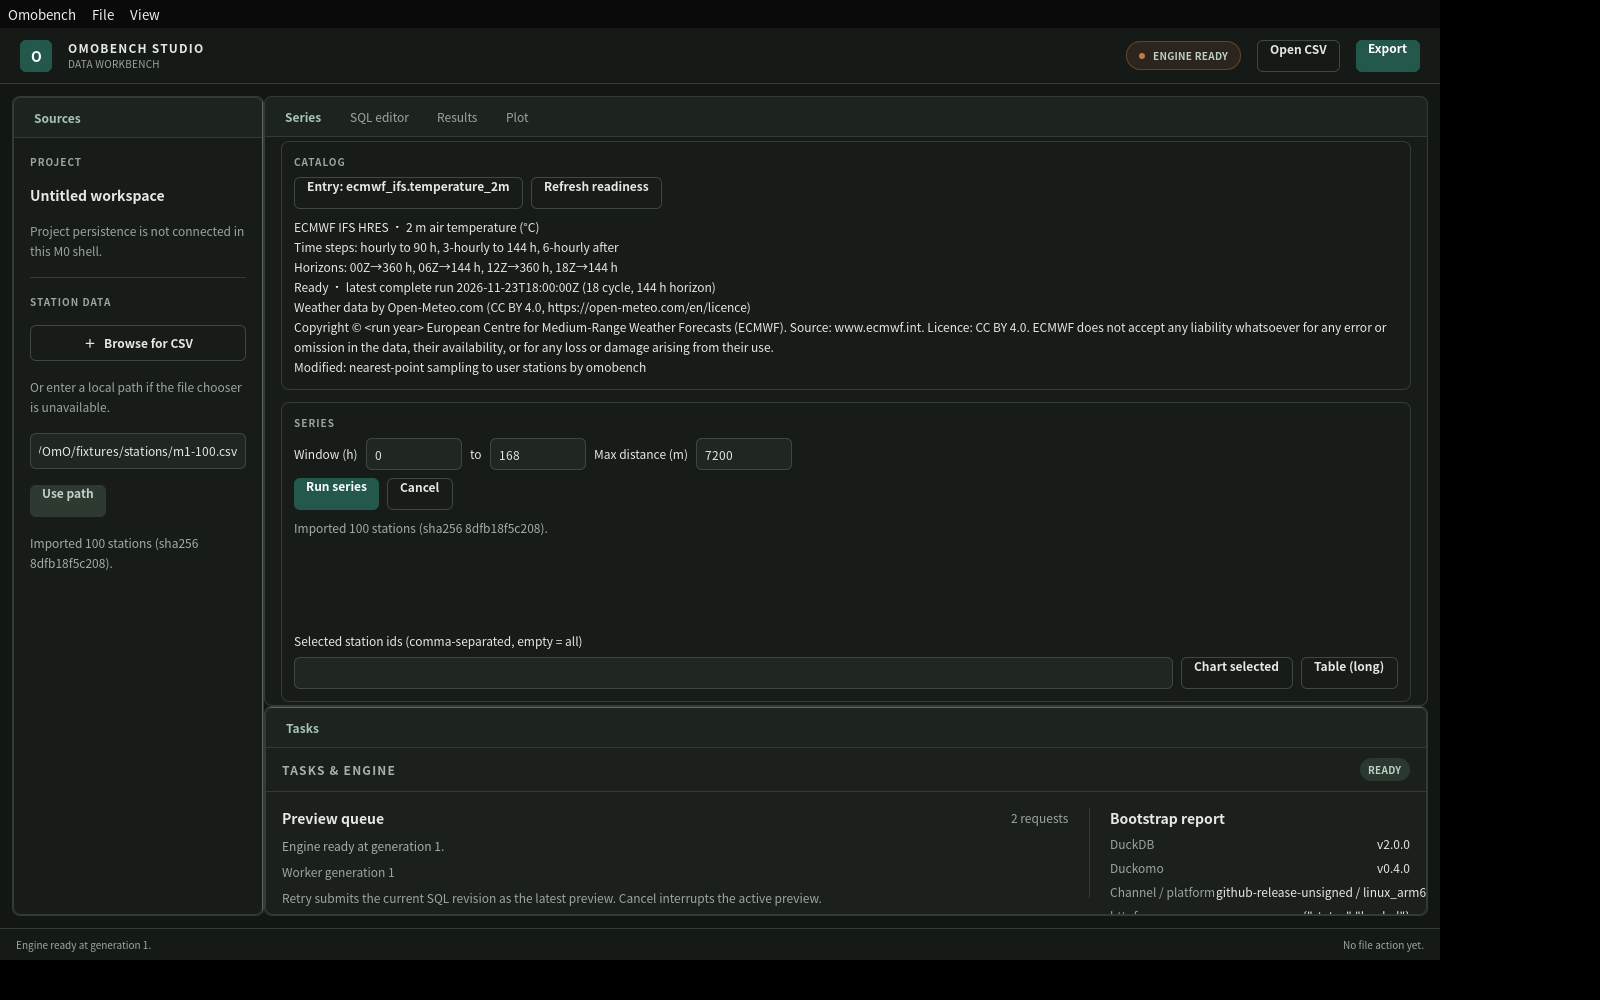 Omobench File View
O
OMOBENCH STUDIO
DATA WORKBENCH
ENGINE READY
Open CSV
Export
Sources
PROJECT
Untitled workspace
Project persistence is not connected in
this M0 shell.
STATION DATA
+ Browse for CSV
Or enter a local path if the file chooser
is unavailable.
/OmO/fixtures/stations/m1-100.csv
Use path
Imported 100 stations (sha256
8dfb18f5c208).
Series SQL editor Results Plot
CATALOG
Entry: ecmwf_ifs.temperature_2m Refresh readiness
ECMWF IFS HRES · 2 m air temperature (°C)
Time steps: hourly to 90 h, 3-hourly to 144 h, 6-hourly after
Horizons: 00Z→360 h, 06Z→144 h, 12Z→360 h, 18Z→144 h
Ready · latest complete run 2026-11-23T18:00:00Z (18 cycle, 144 h horizon)
Weather data by Open-Meteo.com (CC BY 4.0, https://open-meteo.com/en/licence)
Copyright © <run year> European Centre for Medium-Range Weather Forecasts (ECMWF). Source: www.ecmwf.int. Licence: CC BY 4.0. ECMWF does not accept any liability whatsoever for any error or
omission in the data, their availability, or for any loss or damage arising from their use.
Modified: nearest-point sampling to user stations by omobench
SERIES
Window (h) 0 to 168 Max distance (m) 7200
Run series Cancel
Imported 100 stations (sha256 8dfb18f5c208).
Selected station ids (comma-separated, empty = all)
Chart selected Table (long)
Tasks
TASKS & ENGINE
READY
Preview queue 2 requests
Engine ready at generation 1.
Worker generation 1
Retry submits the current SQL revision as the latest preview. Cancel interrupts the active preview.
Bootstrap report
DuckDB v2.0.0
Duckomo v0.4.0
Channel / platform github-release-unsigned / linux_arm6
Engine ready at generation 1.
No file action yet.